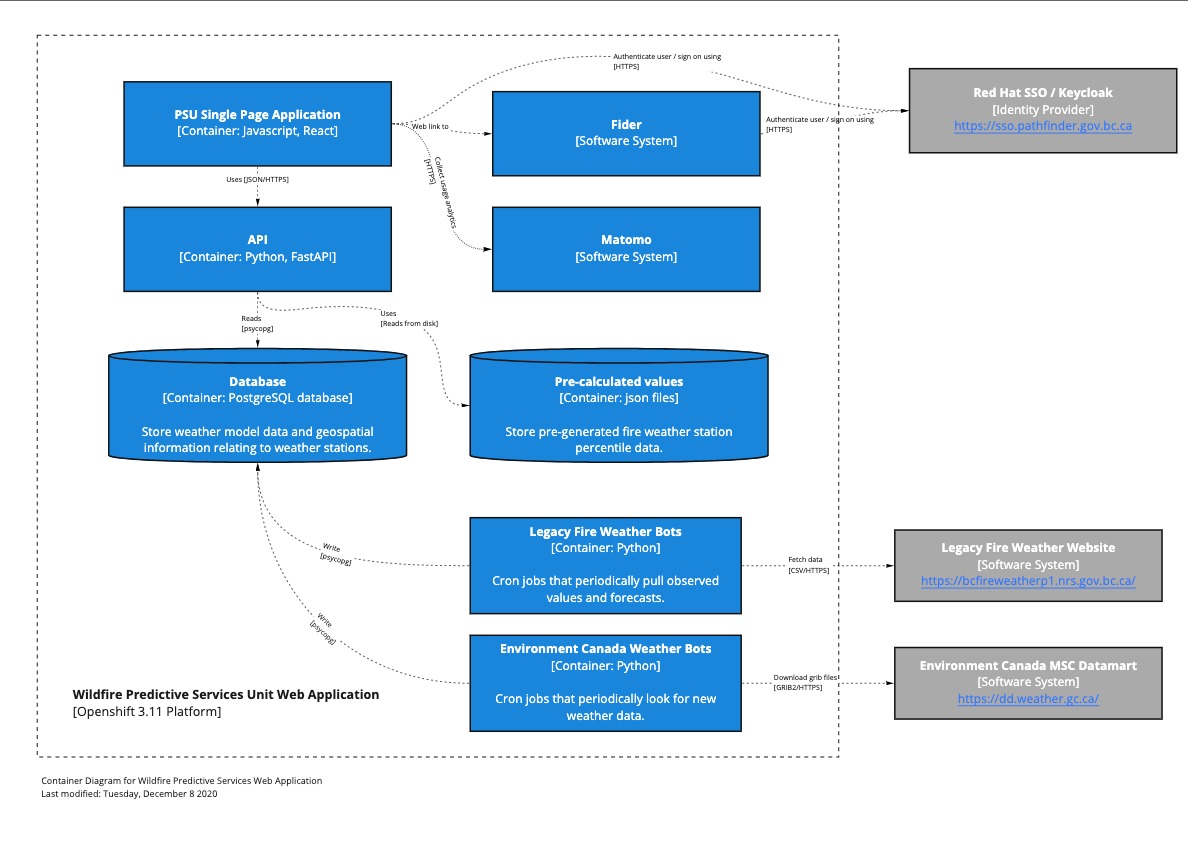 Authenticate user / sign on using
[HTTPS]
PSU Single Page Application
[Container: Javascript, React]
Web link to
Fider
[Software System]
Authenticate user / sign on using
[HTTPS]
Red Hat SSO / Keycloak
[Identity Provider]
https://sso.pathfinder.gov.bc.ca
Collect usage analytics
[HTTPS]
Uses [JSON/HTTPS]
API
[Container: Python, FastAPI]
Matomo
[Software System]
Reads
[psycopg]
Uses
[Reads from disk]
Database
[Container: PostgreSQL database]
Store weather model data and geospatial
information relating to weather stations.
Pre-calculated values
[Container: json files]
Store pre-generated fire weather station
percentile data.
Write
[psycopg]
Legacy Fire Weather Bots
[Container: Python]
Cron jobs that periodically pull observed
values and forecasts.
Fetch data
[CSV/HTTPS]
Legacy Fire Weather Website
[Software System]
https://bcfireweatherp1.nrs.gov.bc.ca/
Write
[psycopg]
Environment Canada Weather Bots
[Container: Python]
Cron jobs that periodically look for new
weather data.
Download grib files
[GRIB2/HTTPS]
Environment Canada MSC Datamart
[Software System]
https://dd.weather.gc.ca/
Wildfire Predictive Services Unit Web Application
[Openshift 3.11 Platform]
Container Diagram for Wildfire Predictive Services Web Application
Last modified: Tuesday, December 8 2020